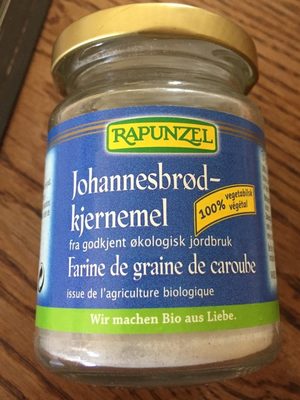 RAPUNZEL
Johannesbrød-
kjernemel
100% vegetabilsk
végétal
fra godkjent økologisk jordbruk
Farine de graine de caroube
issue de l'agriculture biologique
Wir machen Bio aus Liebe.